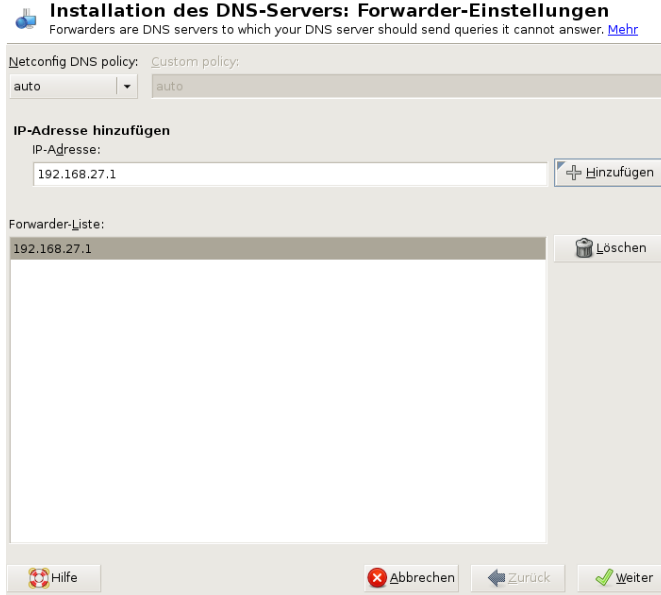 Installation des DNS-Servers: Forwarder-Einstellungen
Forwarders are DNS servers to which your DNS server should send queries it cannot answer. Mehr
Netconfig DNS policy: Custom policy:
auto auto
IP-Adresse hinzufügen
IP-Adresse:
192.168.27.1 Hinzufügen
Forwarder-Liste:
192.168.27.1 Löschen
Hilfe Abbrechen Zurück Weiter